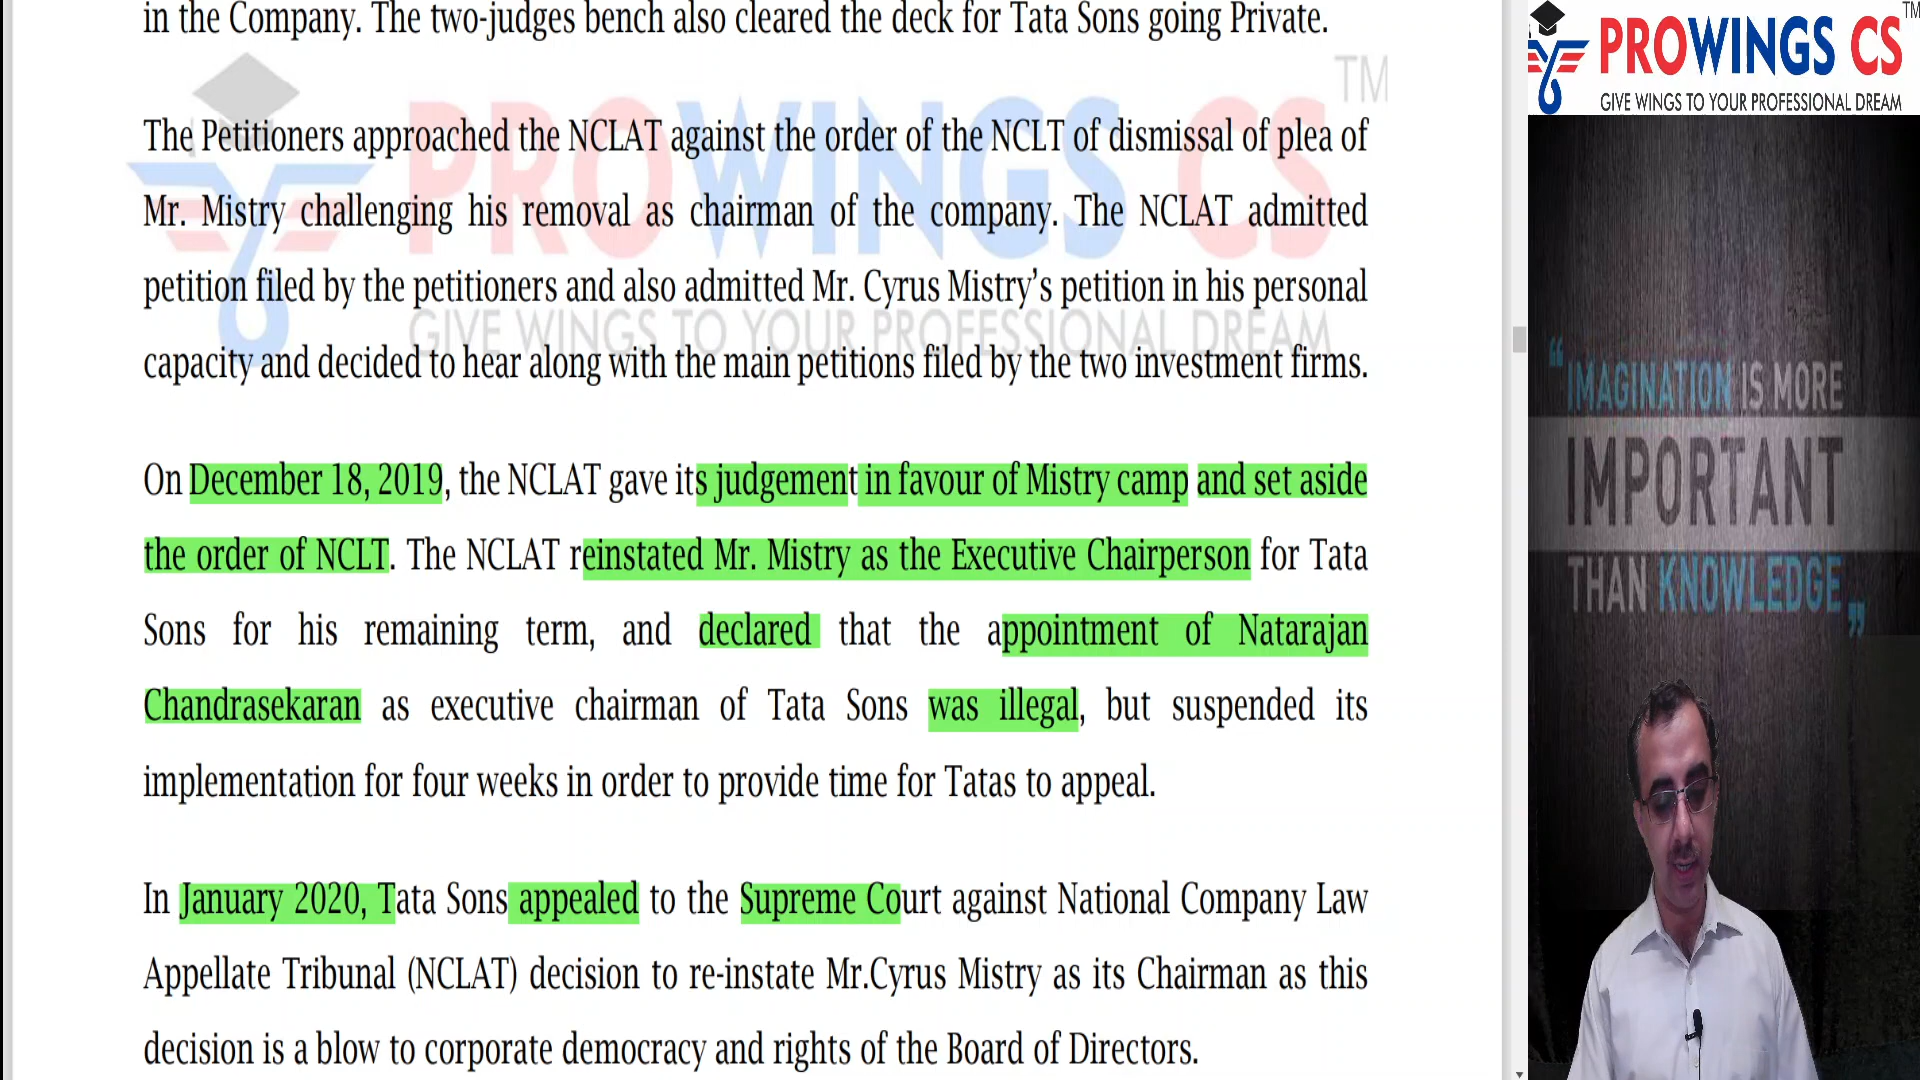 in the Company. The two-judges bench also cleared the deck for Tata Sons going Private.
The Petitioners approached the NCLAT against the order of the NCLT of dismissal of plea of
Mr. Mistry challenging his removal as chairman of the company. The NCLAT admitted
petition filed by the petitioners and also admitted Mr. Cyrus Mistry's petition in his personal
capacity and decided to hear along with the main petitions filed by the two investment firms.
On December 18, 2019, the NCLAT gave its judgement in favour of Mistry camp and set aside
the order of NCLT. The NCLAT reinstated Mr. Mistry as the Executive Chairperson for Tata
Sons for his remaining term, and declared that the appointment of Natarajan
Chandrasekaran as executive chairman of Tata Sons was illegal, but suspended its
implementation for four weeks in order to provide time for Tatas to appeal.
In January 2020, Tata Sons appealed to the Supreme Court against National Company Law
Appellate Tribunal (NCLAT) decision to re-instate Mr.Cyrus Mistry as its Chairman as this
decision is a blow to corporate democracy and rights of the Board of Directors.
TM
PROWINGS CS
GIVE WINGS TO YOUR PROFESSIONAL DREAM
PROWINGS CS TM
GIVE WINGS TO YOUR PROFESSIONAL DREAM
“IMAGINATION IS MORE
IMPORTANT
THAN KNOWLEDGE”